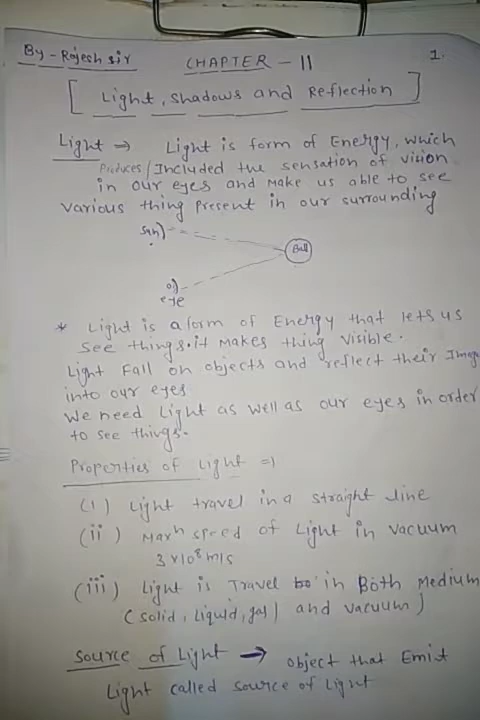 By - Rajesh sir
CHAPTER - 11
1.
[ Light, shadows and Reflection ]
Light ⇒ Light is form of Energy, which
Produces/Included the sensation of vision
in our eyes and make us able to see
various thing present in our surrounding
Sun
Ball
eye
* Light is a form of Energy that lets us
see things. it makes thing visible.
Light Fall on objects and reflect their Image
into our eyes
We need Light as well as our eyes in order
to see things.
Properties of Light ⇒
(i) Light travel in a straight line
(ii) Maxm speed of Light in vacuum
3 x 10⁸ m/s
(iii) Light is Travel in Both Medium
(solid, Liquid, gas) and vacuum)
Source of Light → object that Emit
Light called source of Light